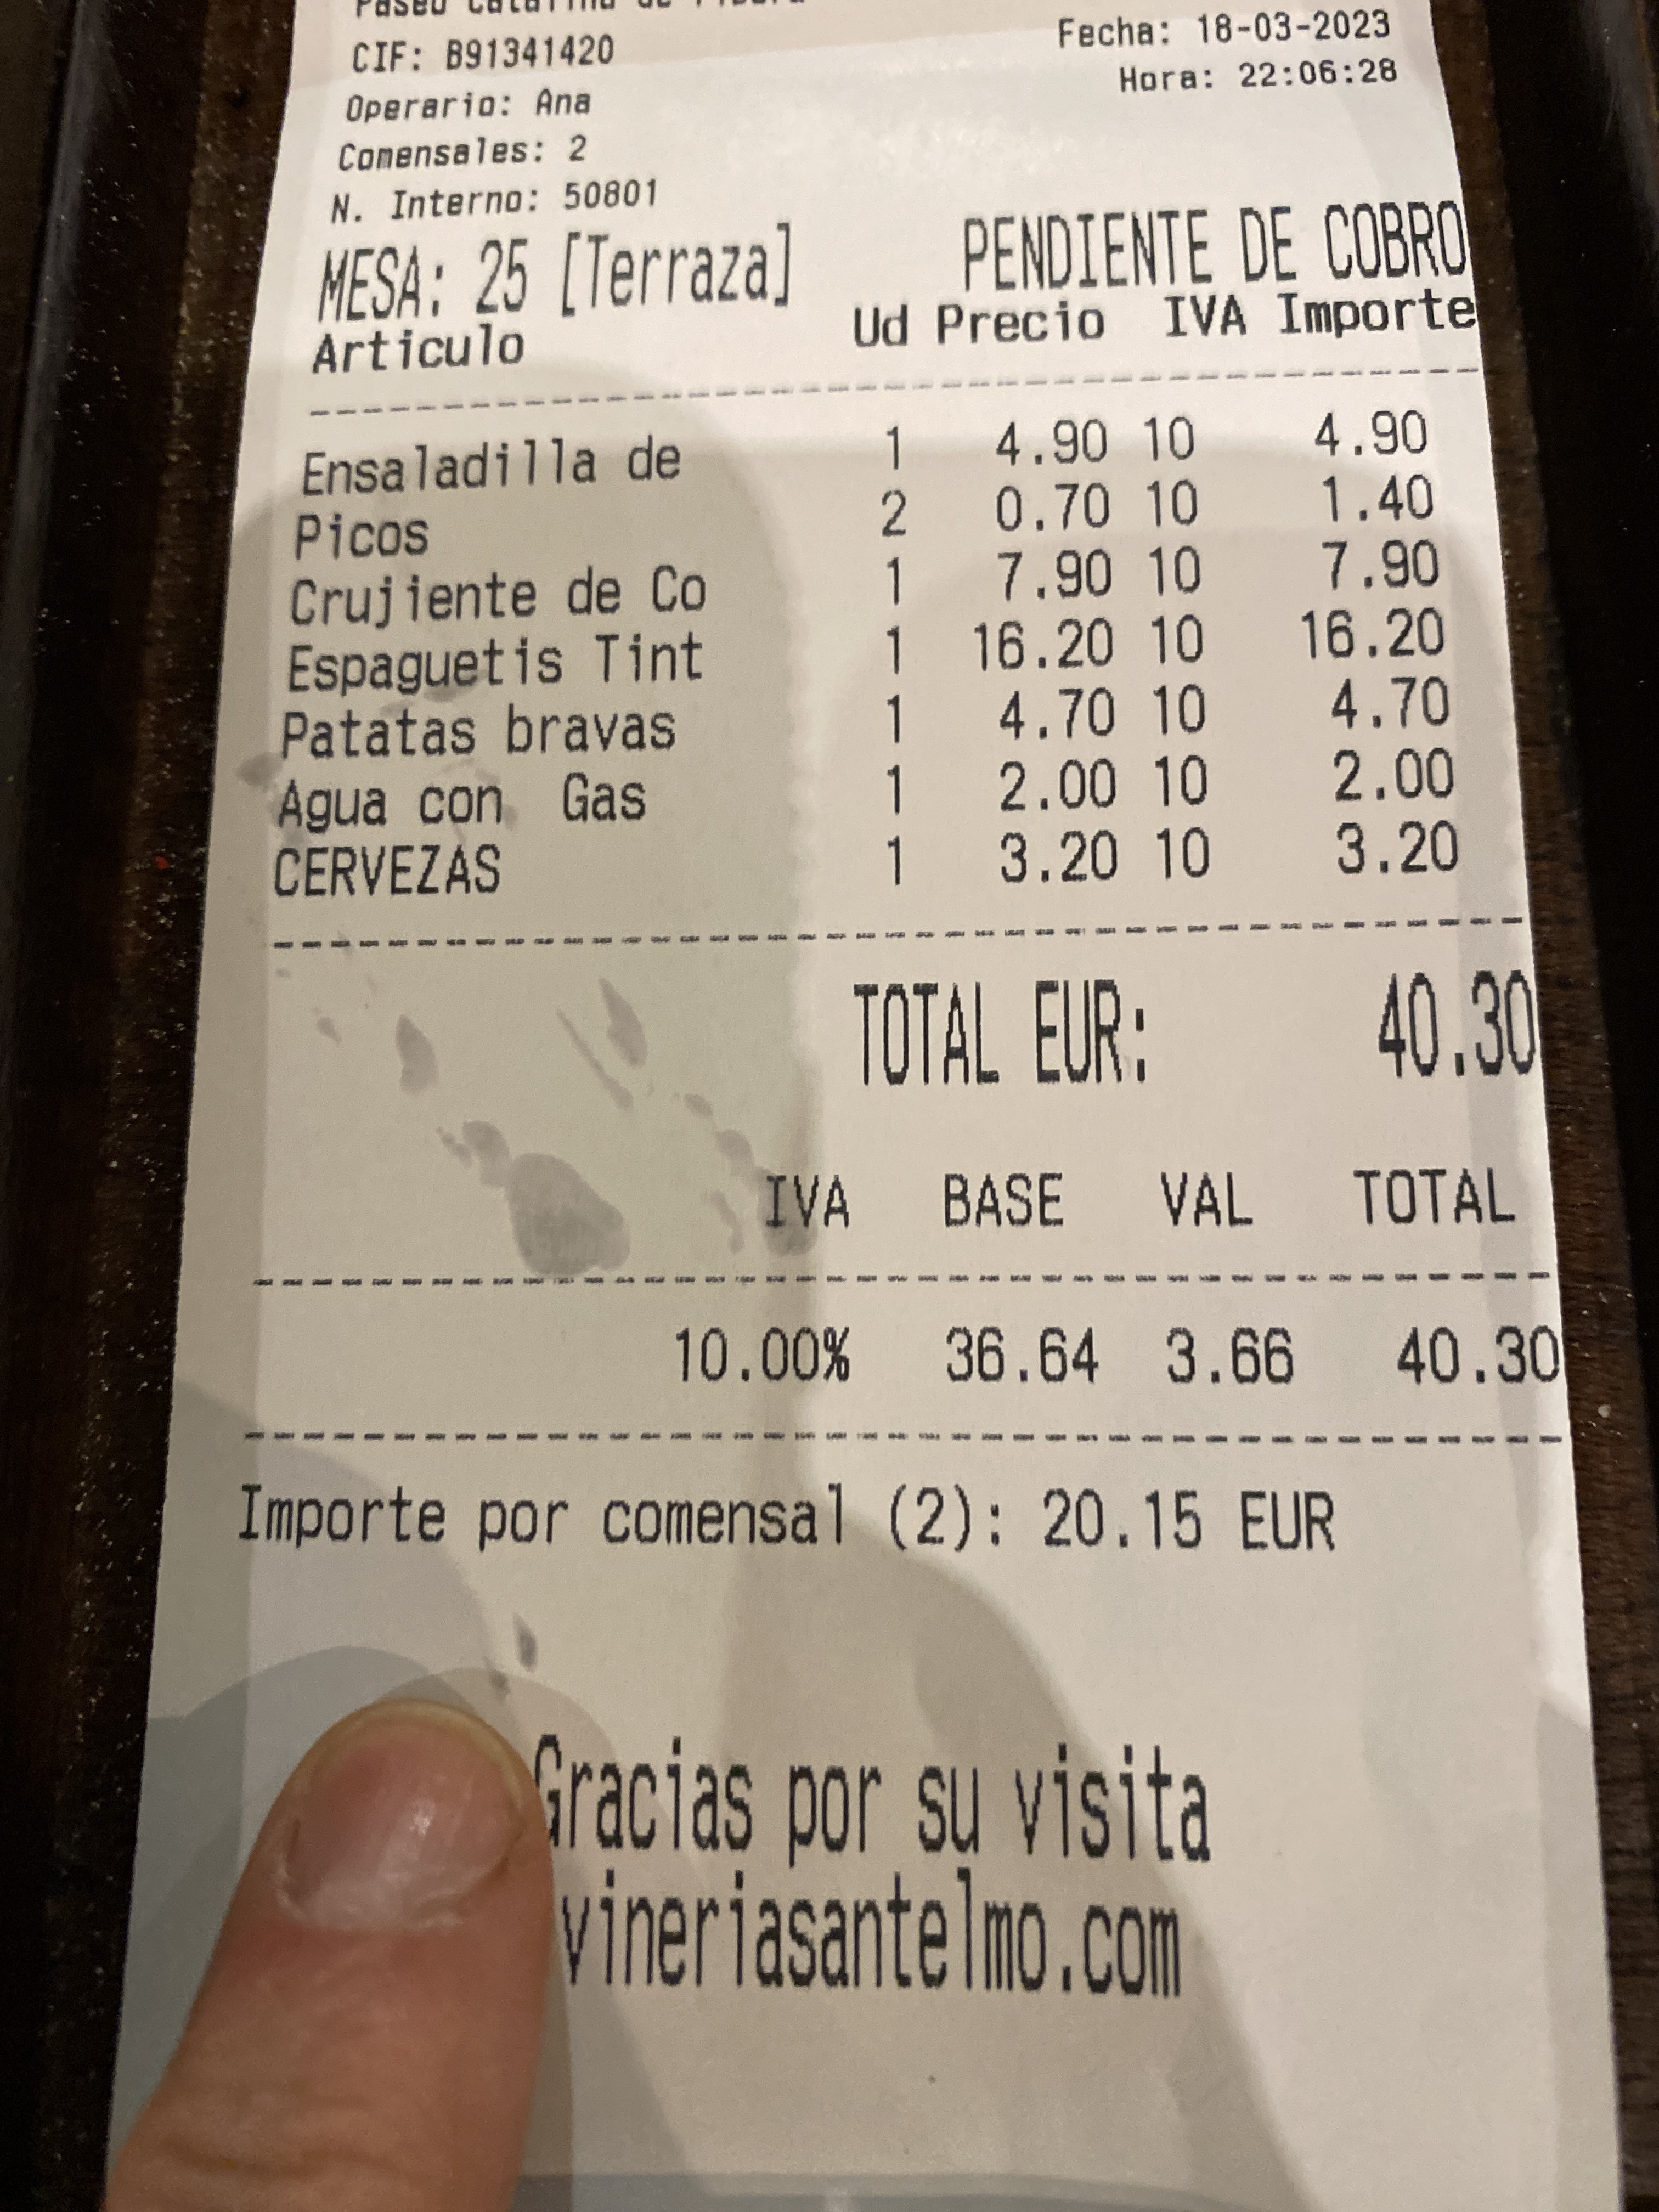 CIF: B91341420
Fecha: 18-03-2023
Operario: Ana
Hora: 22:06:28
Comensales: 2
N. Interno: 50801
MESA: 25 [Terraza] PENDIENTE DE COBRO
Articulo Ud Precio IVA Importe
Ensaladilla de 1 4.90 10 4.90
Picos 2 0.70 10 1.40
Crujiente de Co 1 7.90 10 7.90
Espaguetis Tint 1 16.20 10 16.20
Patatas bravas 1 4.70 10 4.70
Agua con Gas 1 2.00 10 2.00
CERVEZAS 1 3.20 10 3.20
TOTAL EUR: 40.30
IVA BASE VAL TOTAL
10.00% 36.64 3.66 40.30
Importe por comensal (2): 20.15 EUR
Gracias por su visita
vineriasantelmo.com